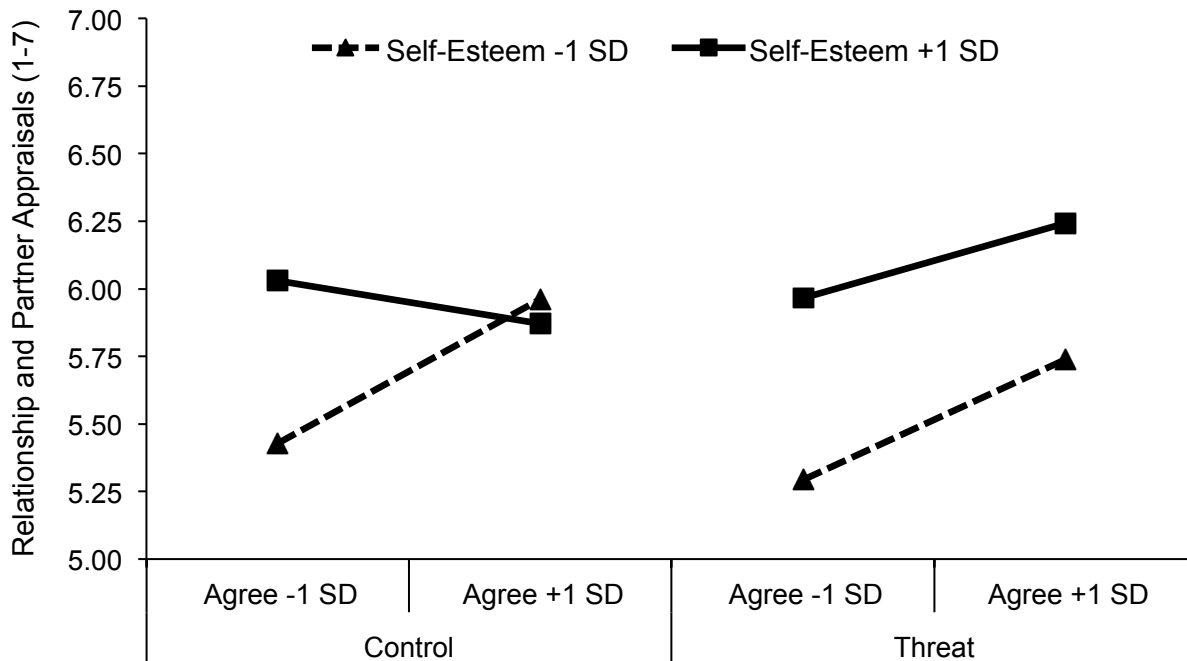 Relationship and Partner Appraisals (1-7)
7.00
6.75
6.50
6.25
6.00
5.75
5.50
5.25
5.00
Self-Esteem -1 SD Self-Esteem +1 SD
Agree -1 SD Agree +1 SD Agree -1 SD Agree +1 SD
Control Threat